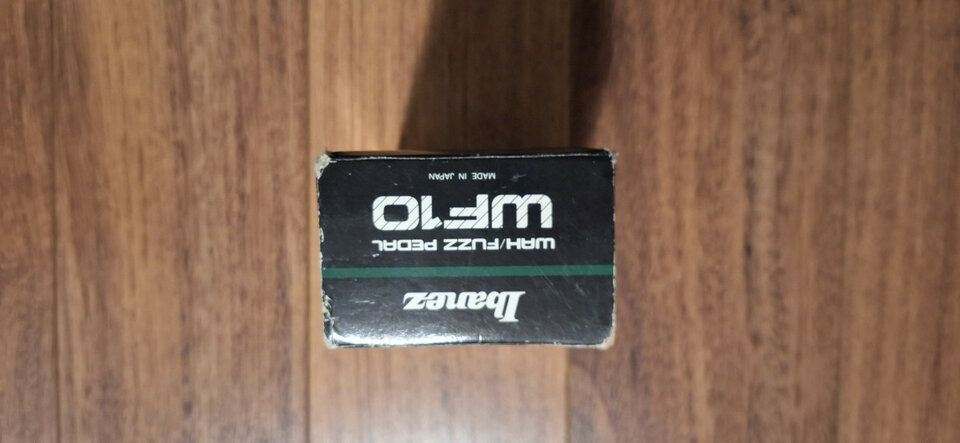 Ibanez
WAH/FUZZ PEDAL
WF10
MADE IN JAPAN